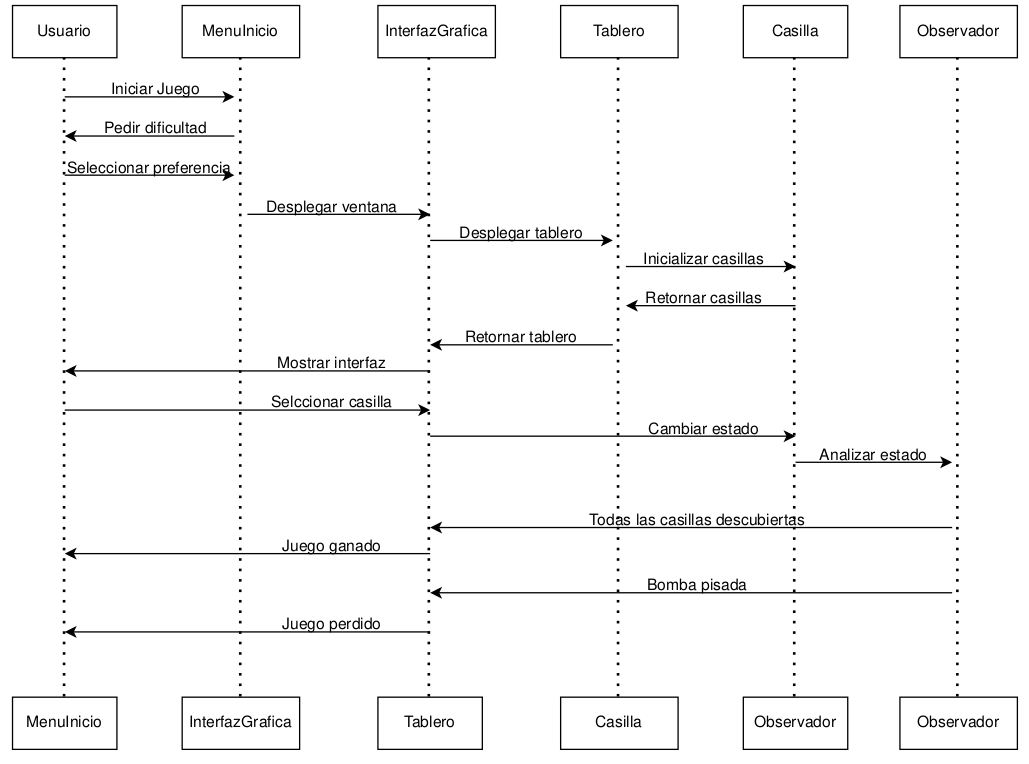 Usuario
MenuInicio
InterfazGrafica
Tablero
Casilla
Observador
Iniciar Juego
Pedir dificultad
Seleccionar preferencia
Desplegar ventana
Desplegar tablero
Inicializar casillas
Retornar casillas
Retornar tablero
Mostrar interfaz
Selccionar casilla
Cambiar estado
Analizar estado
Todas las casillas descubiertas
Juego ganado
Bomba pisada
Juego perdido
MenuInicio
InterfazGrafica
Tablero
Casilla
Observador
Observador